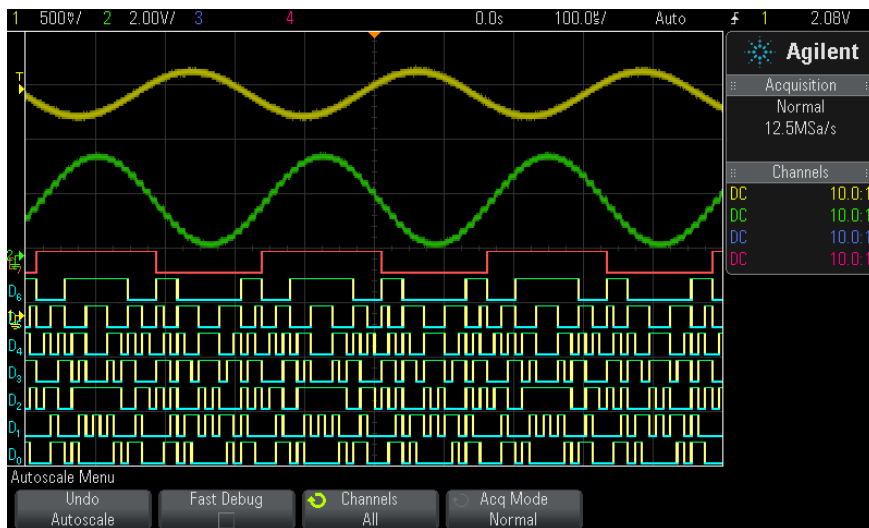 1 500mV/ 2 2.00V/ 3 4 0.0s 100.0µs/ Auto 1 2.08V
Agilent
Acquisition
Normal
12.5MSa/s
Channels
DC 10.0:1
DC 10.0:1
DC 10.0:1
DC 10.0:1
T
2
D6
D4
D3
D2
D1
D0
Autoscale Menu
Undo
Autoscale
Fast Debug
Channels
All
Acq Mode
Normal